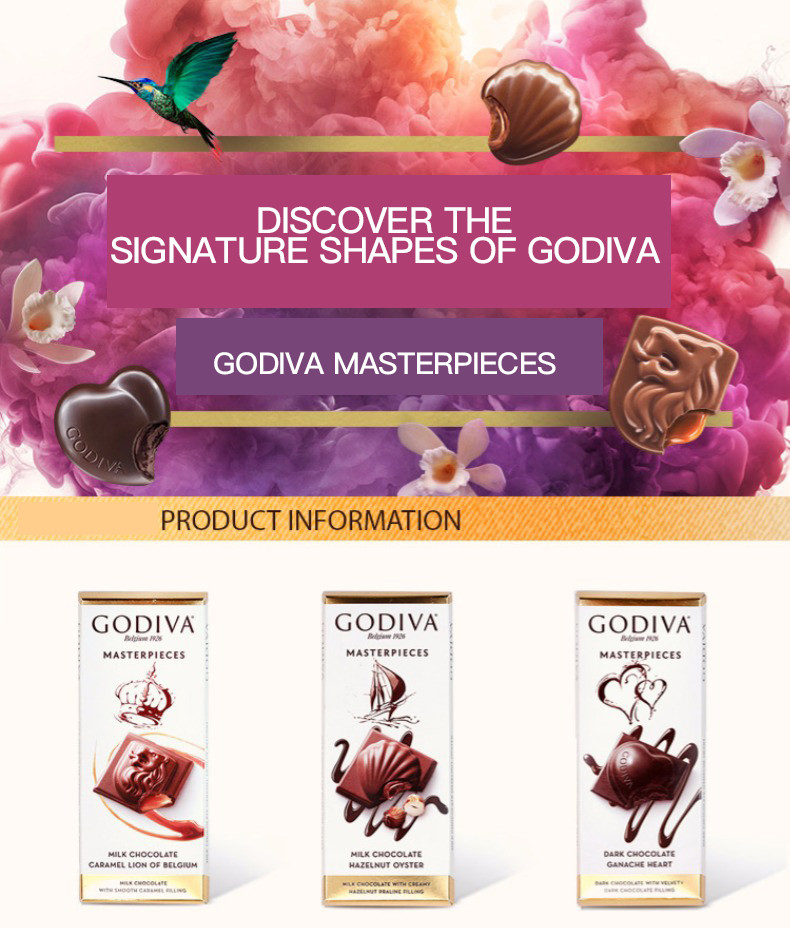 DISCOVER THE
SIGNATURE SHAPES OF GODIVA
GODIVA MASTERPIECES
GODIVA
PRODUCT INFORMATION
GODIVA
Belgium 1926
MASTERPIECES
MILK CHOCOLATE
CARAMEL LION OF BELGIUM
MILK CHOCOLATE
WITH SMOOTH CARAMEL FILLING
GODIVA
Belgium 1926
MASTERPIECES
MILK CHOCOLATE
HAZELNUT OYSTER
MILK CHOCOLATE WITH CREAMY
HAZELNUT PRALINE FILLING
GODIVA
Belgium 1926
MASTERPIECES
GODIVA
DARK CHOCOLATE
GANACHE HEART
DARK CHOCOLATE WITH VELVETY
DARK CHOCOLATE FILLING